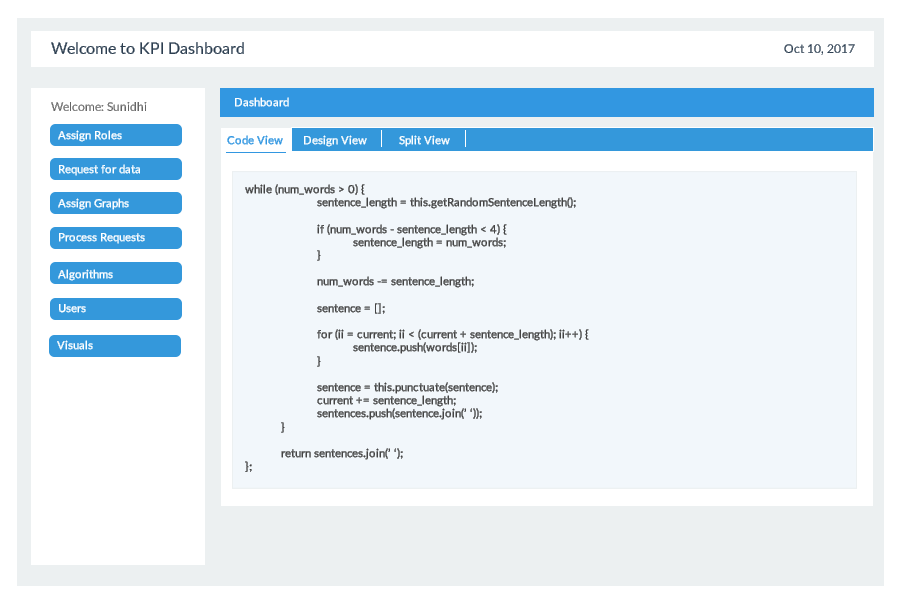 Welcome to KPI Dashboard
Oct 10, 2017
Welcome: Sunidhi
Assign Roles
Request for data
Assign Graphs
Process Requests
Algorithms
Users
Visuals
Dashboard
Code View
Design View
Split View
while (num_words > 0) {
sentence_length = this.getRandomSentenceLength();
if (num_words - sentence_length < 4) {
sentence_length = num_words;
}
num_words -= sentence_length;
sentence = [];
for (ii = current; ii < (current + sentence_length); ii++) {
sentence.push(words[ii]);
}
sentence = this.punctuate(sentence);
current += sentence_length;
sentences.push(sentence.join(' '));
}
return sentences.join(' ');
};